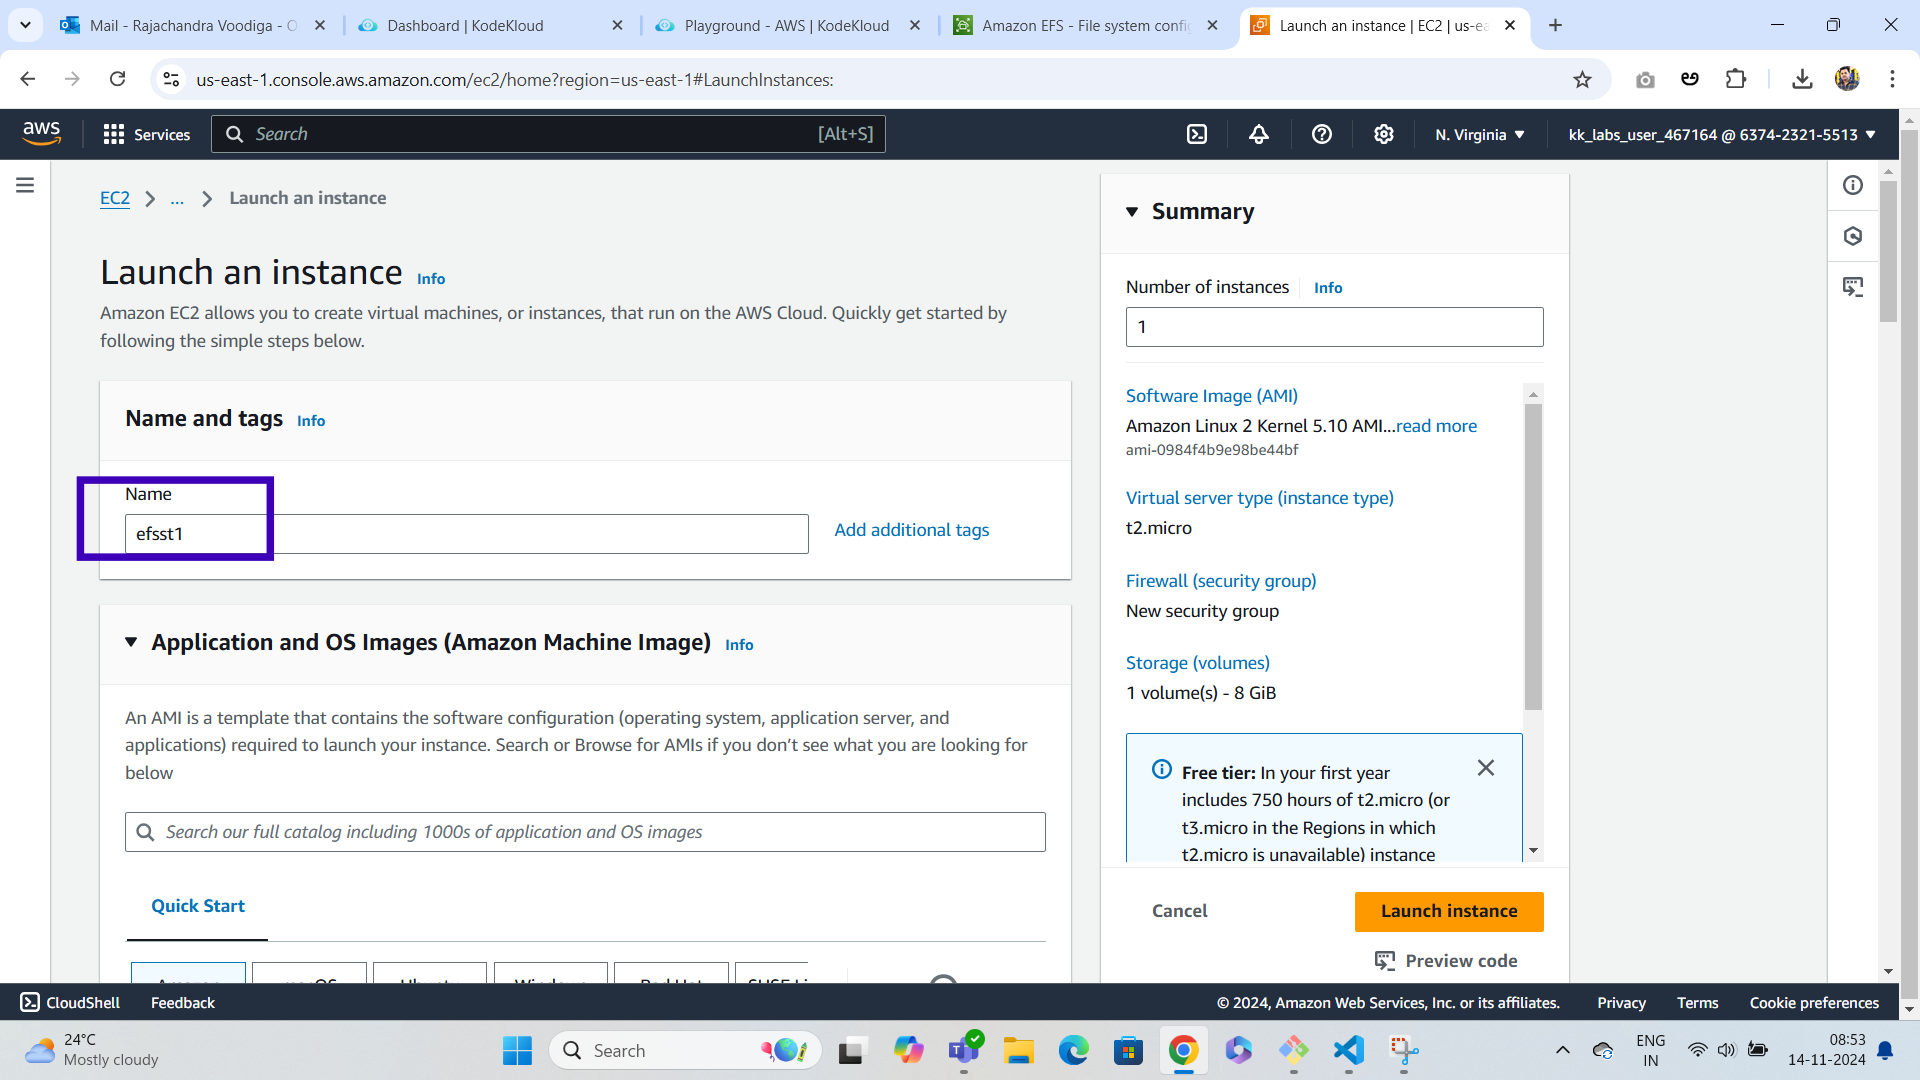 Mail - Rajachandra Voodiga - O
Dashboard | KodeKloud
Playground - AWS | KodeKloud
Amazon EFS - File system confi
Launch an instance | EC2 | us-ea
us-east-1.console.aws.amazon.com/ec2/home?region=us-east-1#LaunchInstances:
aws
Services
Search
[Alt+S]
N. Virginia
kk_labs_user_467164 @ 6374-2321-5513
EC2
...
Launch an instance
Launch an instance Info
Amazon EC2 allows you to create virtual machines, or instances, that run on the AWS Cloud. Quickly get started by
following the simple steps below.
Name and tags Info
Name
efsst1
Add additional tags
Application and OS Images (Amazon Machine Image) Info
An AMI is a template that contains the software configuration (operating system, application server, and
applications) required to launch your instance. Search or Browse for AMIs if you don’t see what you are looking for
below
Search our full catalog including 1000s of application and OS images
Quick Start
Summary
Number of instances Info
1
Software Image (AMI)
Amazon Linux 2 Kernel 5.10 AMI...read more
ami-0984f4b9e98be44bf
Virtual server type (instance type)
t2.micro
Firewall (security group)
New security group
Storage (volumes)
1 volume(s) - 8 GiB
Free tier: In your first year
includes 750 hours of t2.micro (or
t3.micro in the Regions in which
t2.micro is unavailable) instance
Cancel
Launch instance
Preview code
CloudShell
Feedback
© 2024, Amazon Web Services, Inc. or its affiliates.
Privacy
Terms
Cookie preferences
24°C
Mostly cloudy
Search
ENG
IN
08:53
14-11-2024